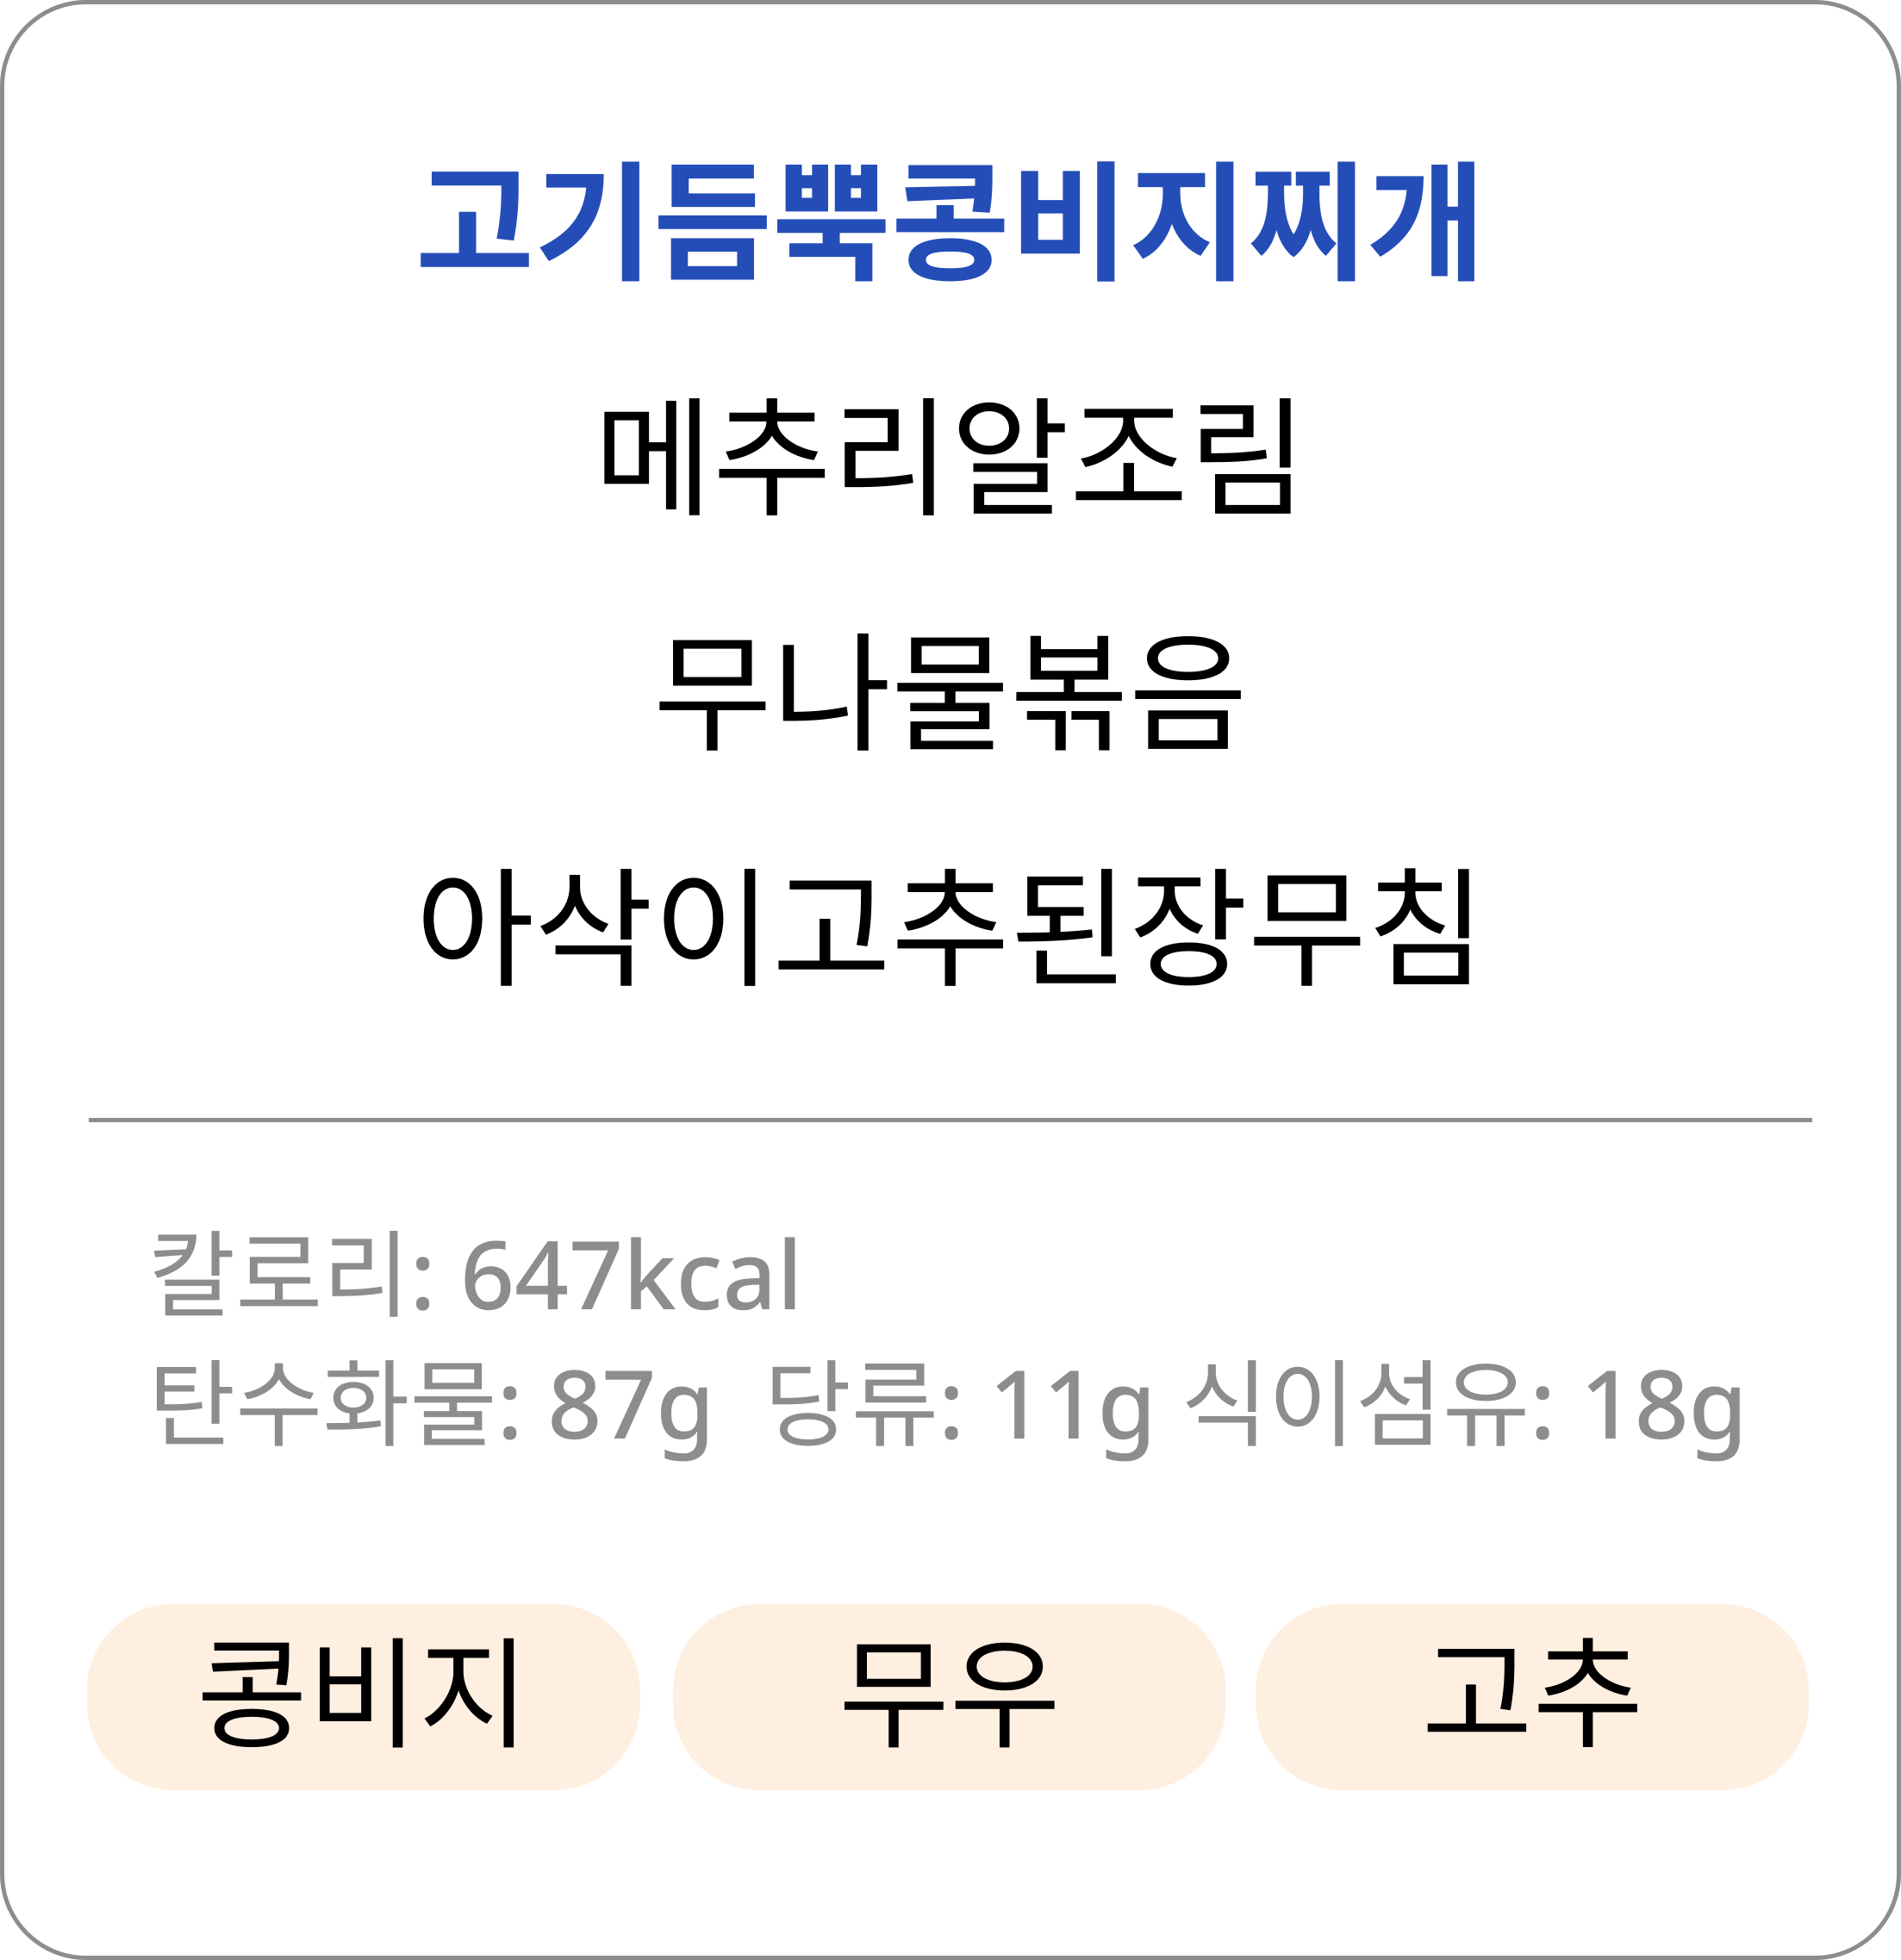 고기듬뿍콩비지찌개
메추리알조림
무나물볶음
아삭이고추된장무침
칼로리: 647kcal
탄수화물: 87g 당류: 11g 식이섬유: 18g
콩비지 무우 고추